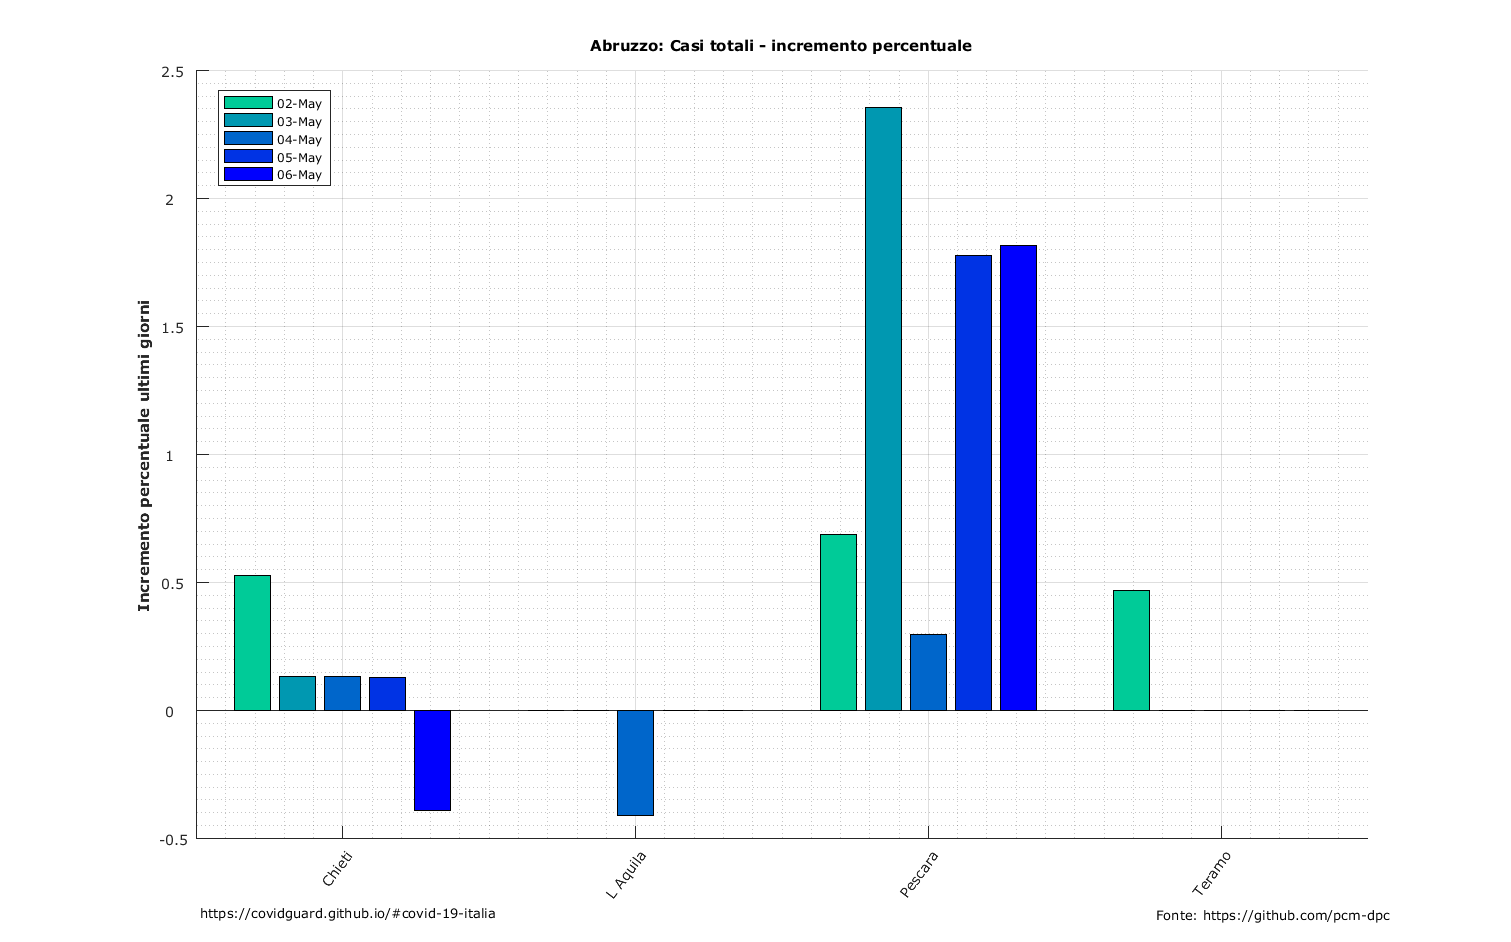 Abruzzo: Casi totali - incremento percentuale
2.5
2
1.5
1
0.5
0
-0.5
Incremento percentuale ultimi giorni
02-May
03-May
04-May
05-May
06-May
Chieti
L Aquila
Pescara
Teramo
https://covidguard.github.io/#covid-19-italia
Fonte: https://github.com/pcm-dpc